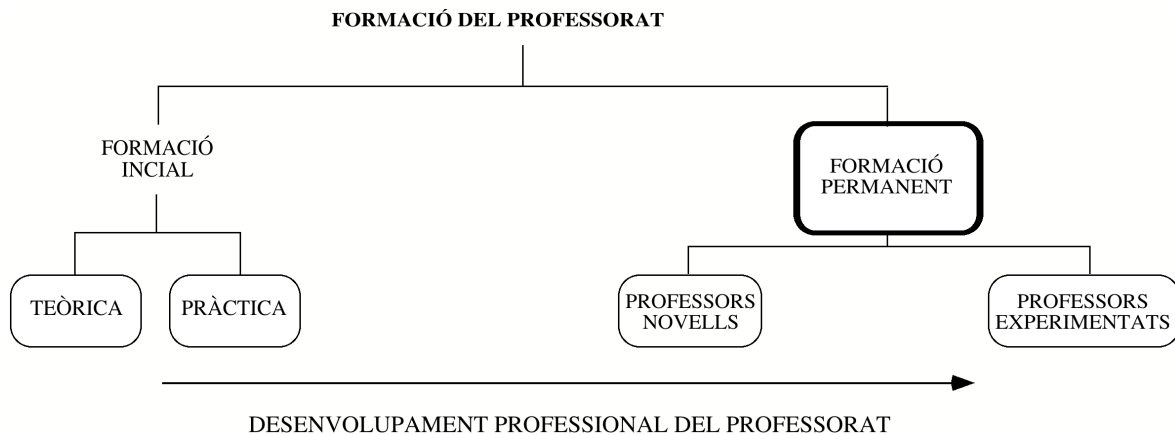 FORMACIÓ DEL PROFESSORAT
FORMACIÓ
INCIAL
FORMACIÓ
PERMANENT
TEÒRICA
PRÀCTICA
PROFESSORS
NOVELLS
PROFESSORS
EXPERIMENTATS
DESENVOLUPAMENT PROFESSIONAL DEL PROFESSORAT